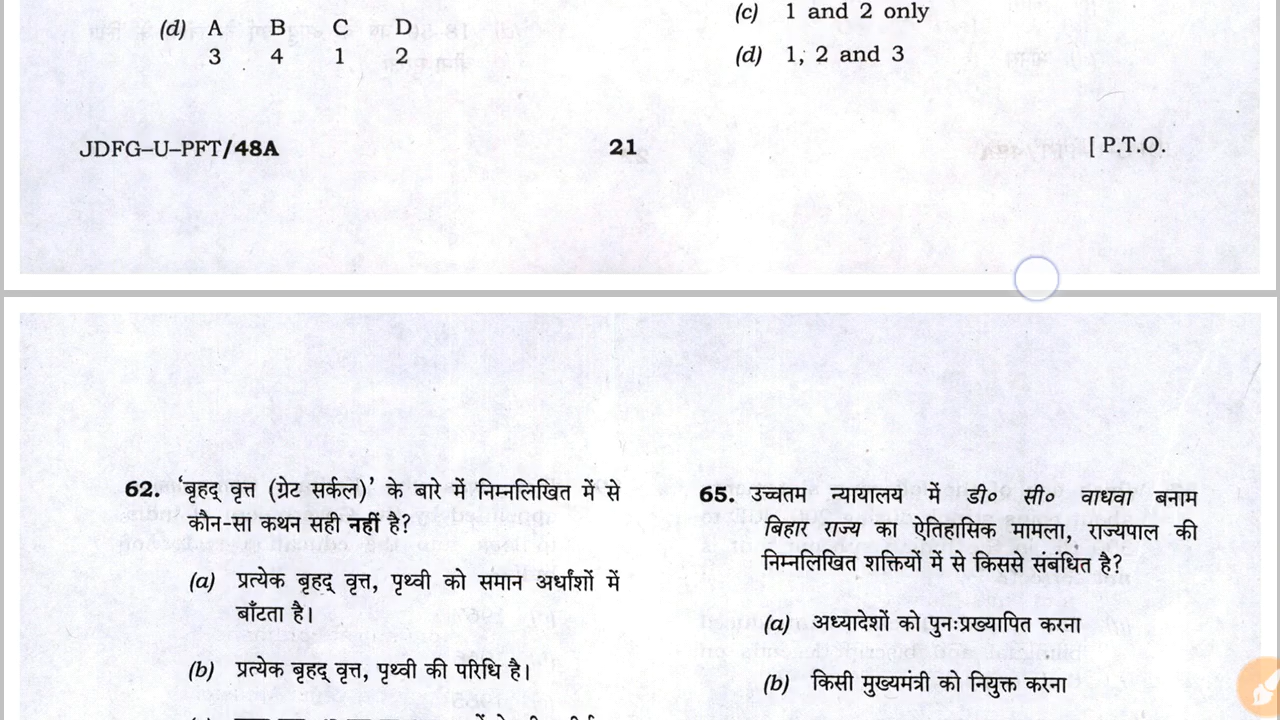 (d) A B C D
3 4 1 2
(c) 1 and 2 only
(d) 1, 2 and 3
JDFG–U–PFT/48A 21 [ P.T.O.
62. ‘बृहद् वृत्त (ग्रेट सर्कल)’ के बारे में निम्नलिखित में से
कौन-सा कथन सही नहीं है?
(a) प्रत्येक बृहद् वृत्त, पृथ्वी को समान अर्धांशों में
बाँटता है।
(b) प्रत्येक बृहद् वृत्त, पृथ्वी की परिधि है।
65. उच्चतम न्यायालय में डी० सी० वाधवा बनाम
बिहार राज्य का ऐतिहासिक मामला, राज्यपाल की
निम्नलिखित शक्तियों में से किससे संबंधित है?
(a) अध्यादेशों को पुनःप्रख्यापित करना
(b) किसी मुख्यमंत्री को नियुक्त करना